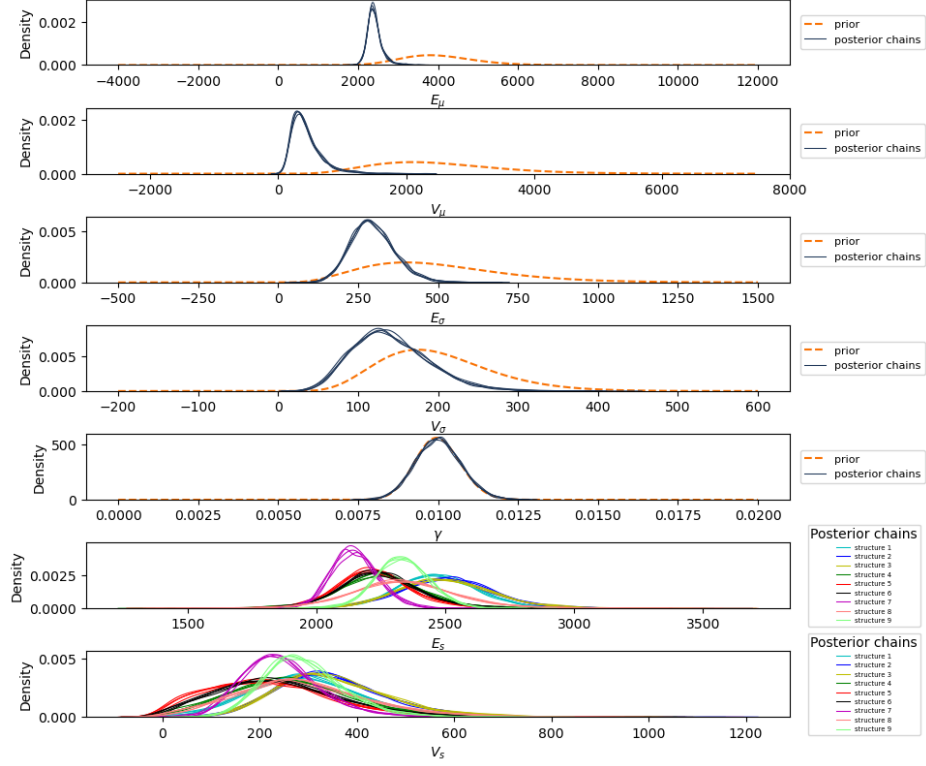 Density
0.002
0.000
-4000 -2000 0 2000 4000 6000 8000 10000 12000
E_μ
prior
posterior chains
Density
0.002
0.000
-2000 0 2000 4000 6000 8000
V_μ
prior
posterior chains
Density
0.005
0.000
-500 -250 0 250 500 750 1000 1250 1500
E_σ
prior
posterior chains
Density
0.005
0.000
-200 -100 0 100 200 300 400 500 600
V_σ
prior
posterior chains
Density
500
0
0.0000 0.0025 0.0050 0.0075 0.0100 0.0125 0.0150 0.0175 0.0200
γ
prior
posterior chains
Density
0.0025
0.0000
1500 2000 2500 3000 3500
E_s
Posterior chains
structure 1
structure 2
structure 3
structure 4
structure 5
structure 6
structure 7
structure 8
structure 9
Density
0.005
0.000
0 200 400 600 800 1000 1200
V_s
Posterior chains
structure 1
structure 2
structure 3
structure 4
structure 5
structure 6
structure 7
structure 8
structure 9